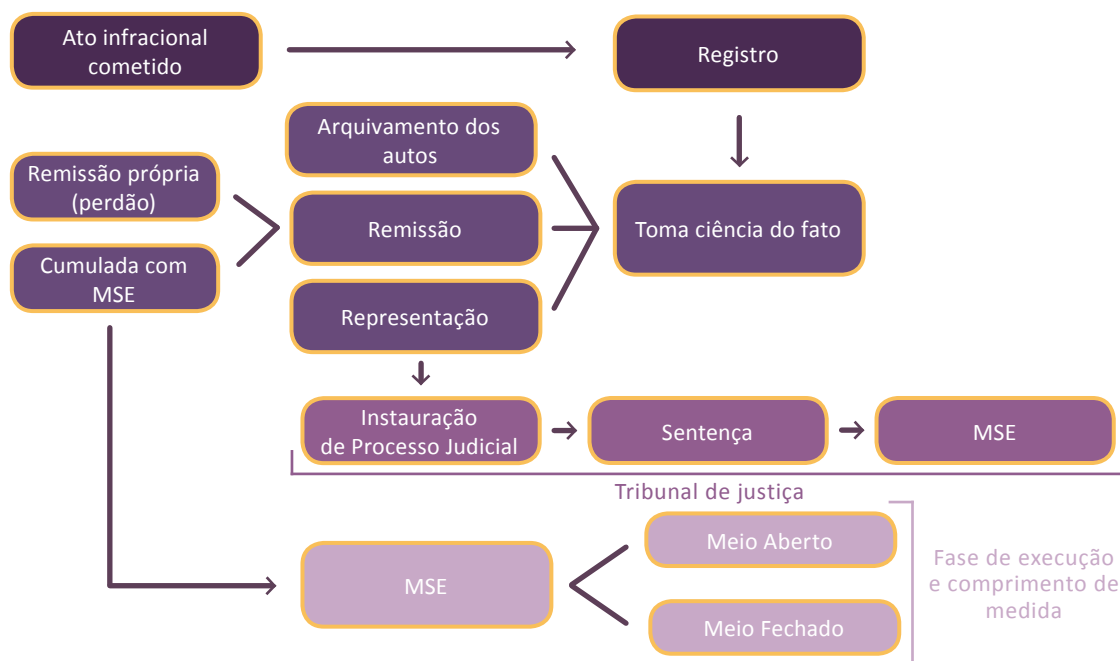 Ato infracional
cometido
Registro
Arquivamento dos
autos
Remissão própria
(perdão)
Remissão
Toma ciência do fato
Cumulada com
MSE
Representação
Instauração
de Processo Judicial
Sentença
MSE
Tribunal de justiça
MSE
Meio Aberto
Meio Fechado
Fase de execução
e comprimento de
medida